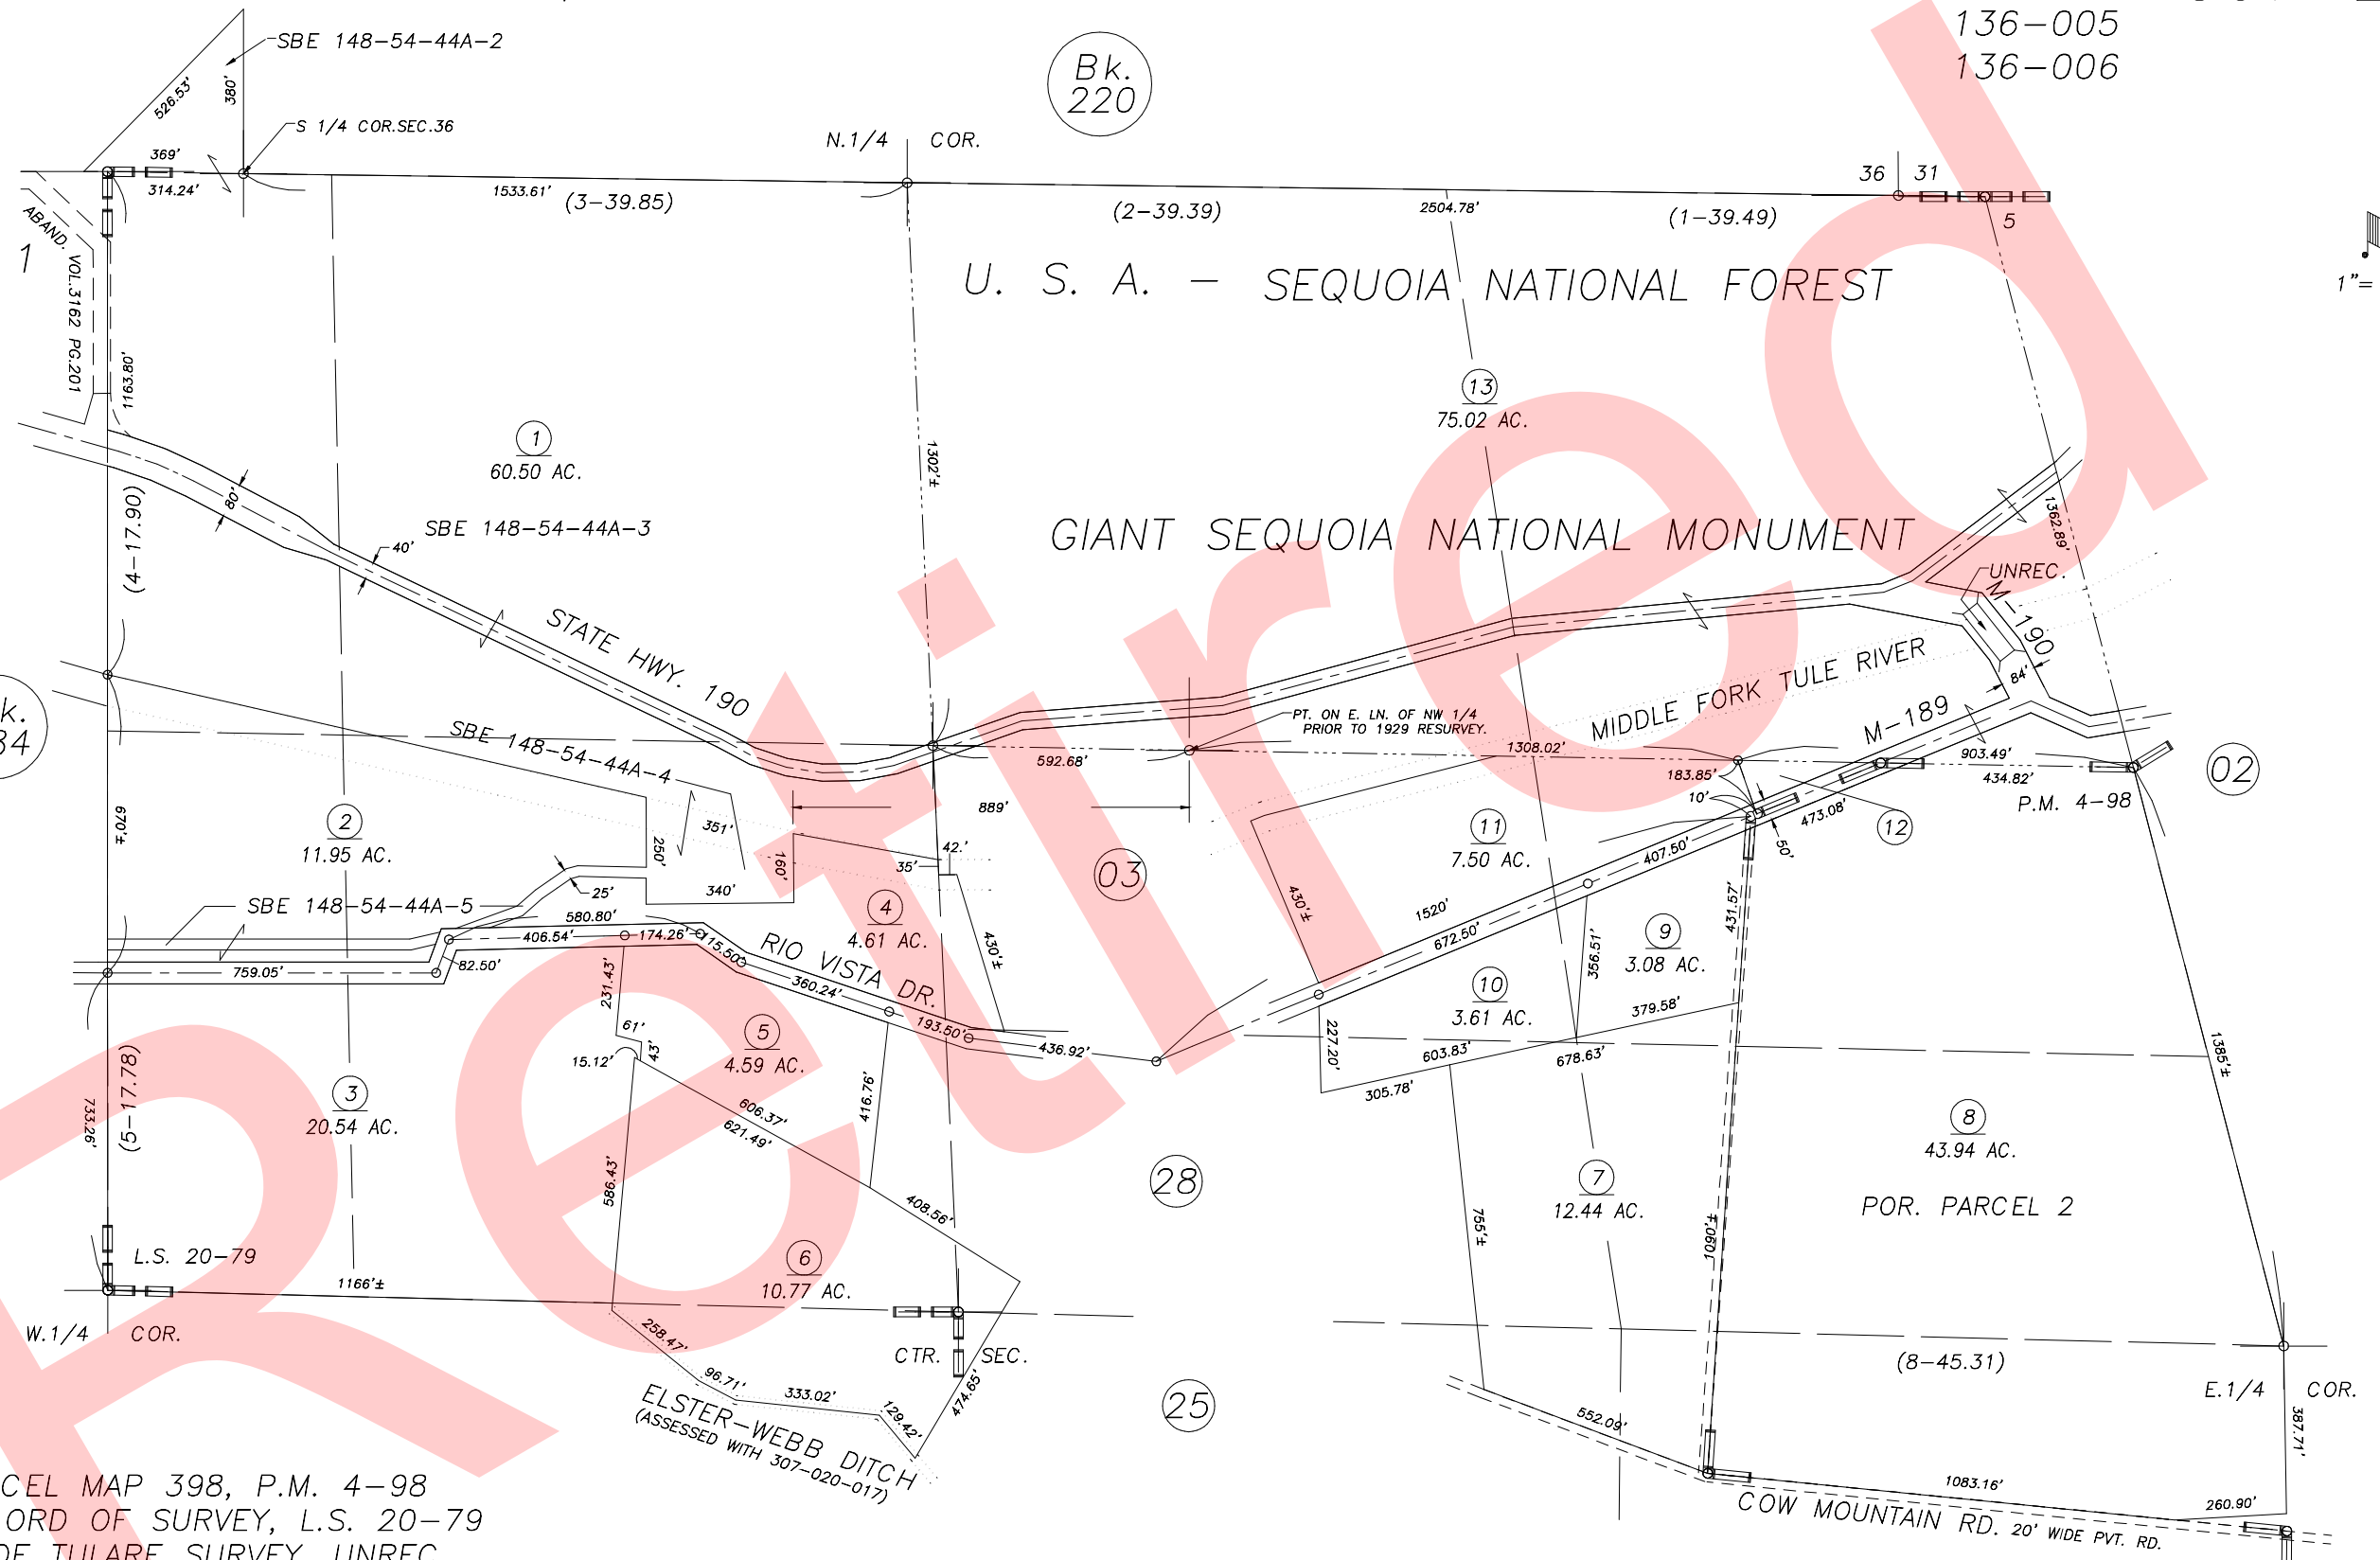 136-005
136-006
SBE 148-54-44A-2
526.53'
380'
Bk.
220
S 1/4 COR.SEC.36
N.1/4 COR.
369'
314.24'
1533.61'
(3-39.85)
(2-39.39)
2504.78'
(1-39.49)
36 31
5
1
ABAND.
VOL.3162 PG.201
1163.80'
U. S. A. - SEQUOIA NATIONAL FOREST
1"=
13
75.02 AC.
1
60.50 AC.
1302'±
80'
(4-17.90)
SBE 148-54-44A-3
40'
GIANT SEQUOIA NATIONAL MONUMENT
1362.89'
UNREC.
M-190
84'
STATE HWY. 190
MIDDLE FORK TULE RIVER
M-189
PT. ON E. LN. OF NW 1/4
PRIOR TO 1929 RESURVEY.
SBE 148-54-44A-4
592.68'
1308.02'
903.49'
434.82'
183.85'
10'
02
P.M. 4-98
473.08'
12
50'
889'
670'±
2
11.95 AC.
351'
250'
160'
42.'
35'
03
11
7.50 AC.
407.50'
25'
340'
4
4.61 AC.
430'±
430'±
1520'
672.50'
431.57'
SBE 148-54-44A-5
580.80'
406.54'
174.26'
115.50'
RIO VISTA DR.
9
3.08 AC.
356.51'
759.05'
82.50'
231.43'
360.24'
10
3.61 AC.
379.58'
61'
43'
15.12'
5
4.59 AC.
193.50'
436.92'
227.20'
603.83'
678.63'
305.78'
1385'±
733.26'
(5-17.78)
3
20.54 AC.
416.76'
606.37'
621.49'
8
43.94 AC.
586.43'
408.56'
28
7
12.44 AC.
POR. PARCEL 2
755'±
1090'±
L.S. 20-79
1166'±
6
10.77 AC.
W.1/4 COR.
258.47'
CTR. SEC.
(8-45.31)
E.1/4 COR.
96.71'
333.02'
129.42'
474.65'
25
552.09'
387.71'
ELSTER-WEBB DITCH
(ASSESSED WITH 307-020-017)
1083.16'
260.90'
COW MOUNTAIN RD. 20' WIDE PVT. RD.
CEL MAP 398, P.M. 4-98
ORD OF SURVEY, L.S. 20-79
OF TULARE SURVEY, UNREC
Retired